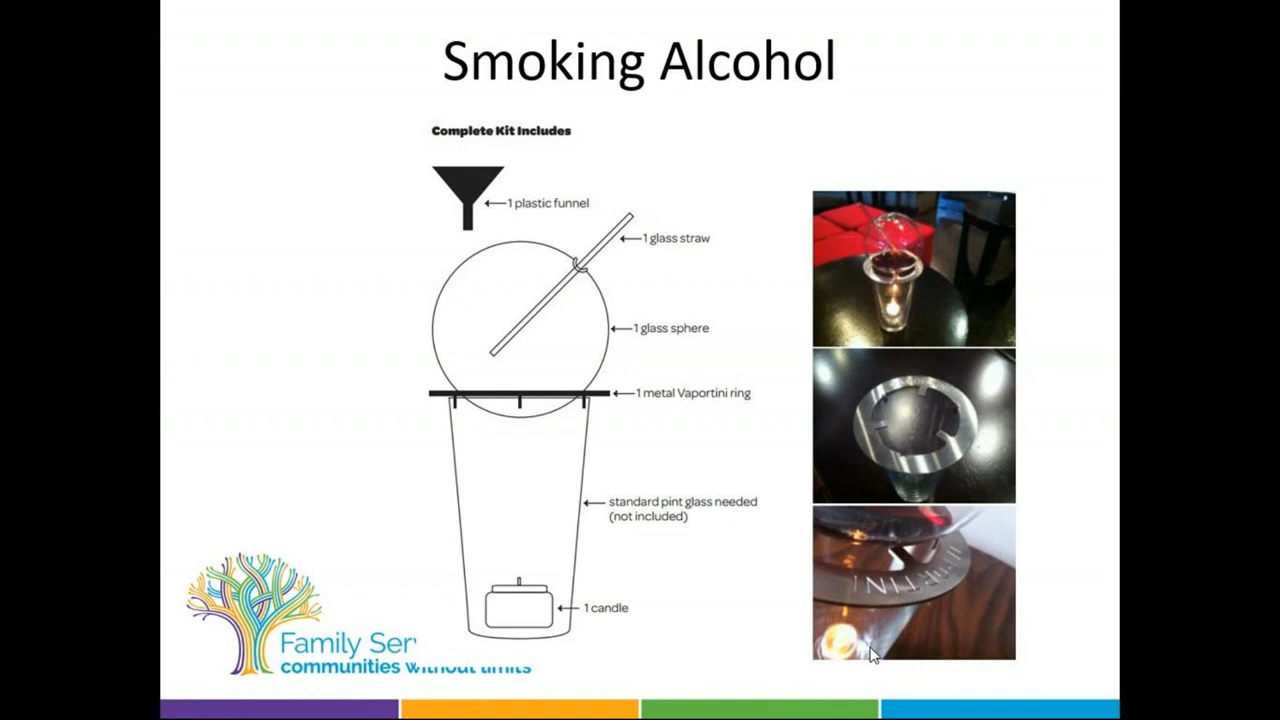 Smoking Alcohol
Complete Kit Includes
1 plastic funnel
1 glass straw
1 glass sphere
1 metal Vaportini ring
standard pint glass needed
(not included)
1 candle
Family Ser
communities without limits